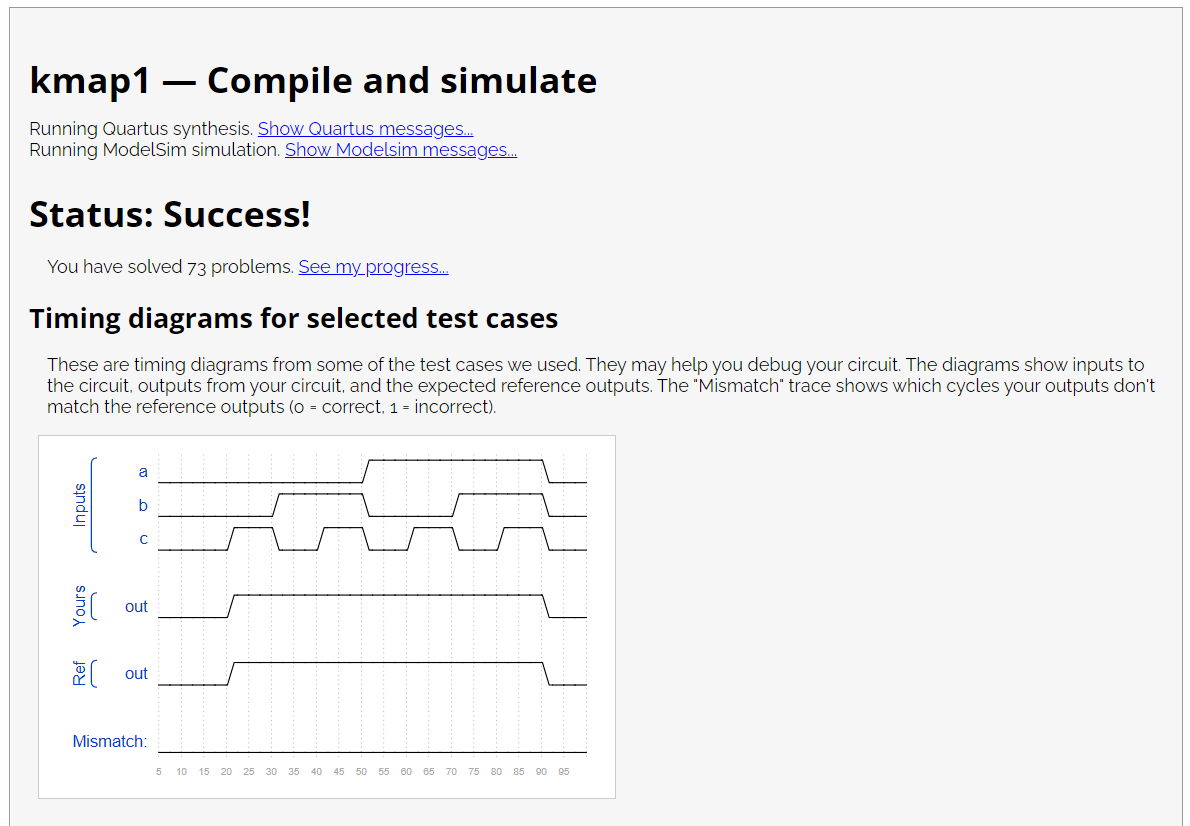 kmap1 — Compile and simulate
Running Quartus synthesis. Show Quartus messages...
Running ModelSim simulation. Show Modelsim messages...
Status: Success!
You have solved 73 problems. See my progress...
Timing diagrams for selected test cases
These are timing diagrams from some of the test cases we used. They may help you debug your circuit. The diagrams show inputs to
the circuit, outputs from your circuit, and the expected reference outputs. The "Mismatch" trace shows which cycles your outputs don't
match the reference outputs (0 = correct, 1 = incorrect).
Inputs
a
b
c
Yours
out
Ref
out
Mismatch:
5 10 15 20 25 30 35 40 45 50 55 60 65 70 75 80 85 90 95